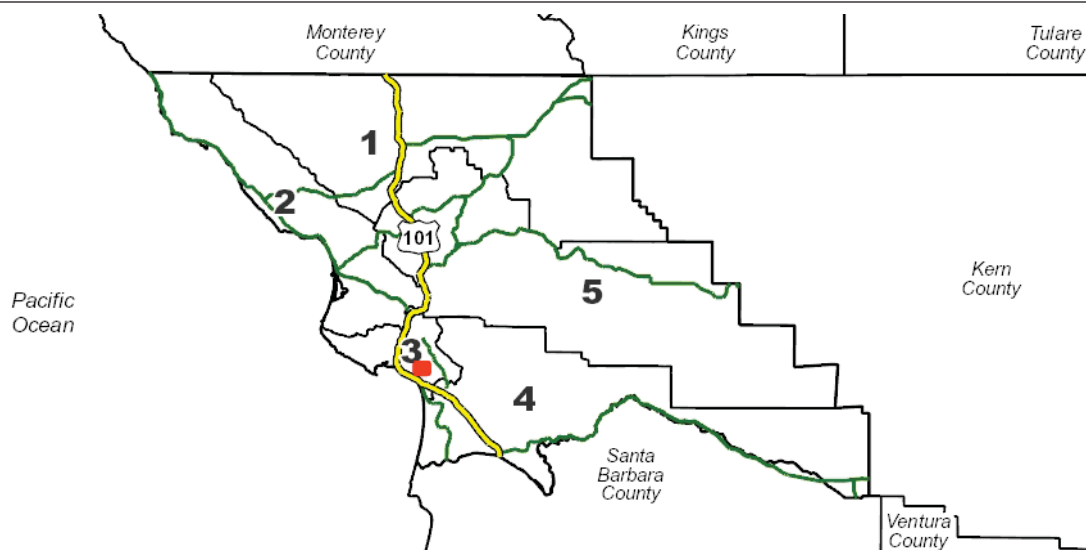 Monterey
County
Kings
County
Tulare
County
1
2
101
Kern
County
5
Pacific
Ocean
3
4
Santa
Barbara
County
Ventura
County